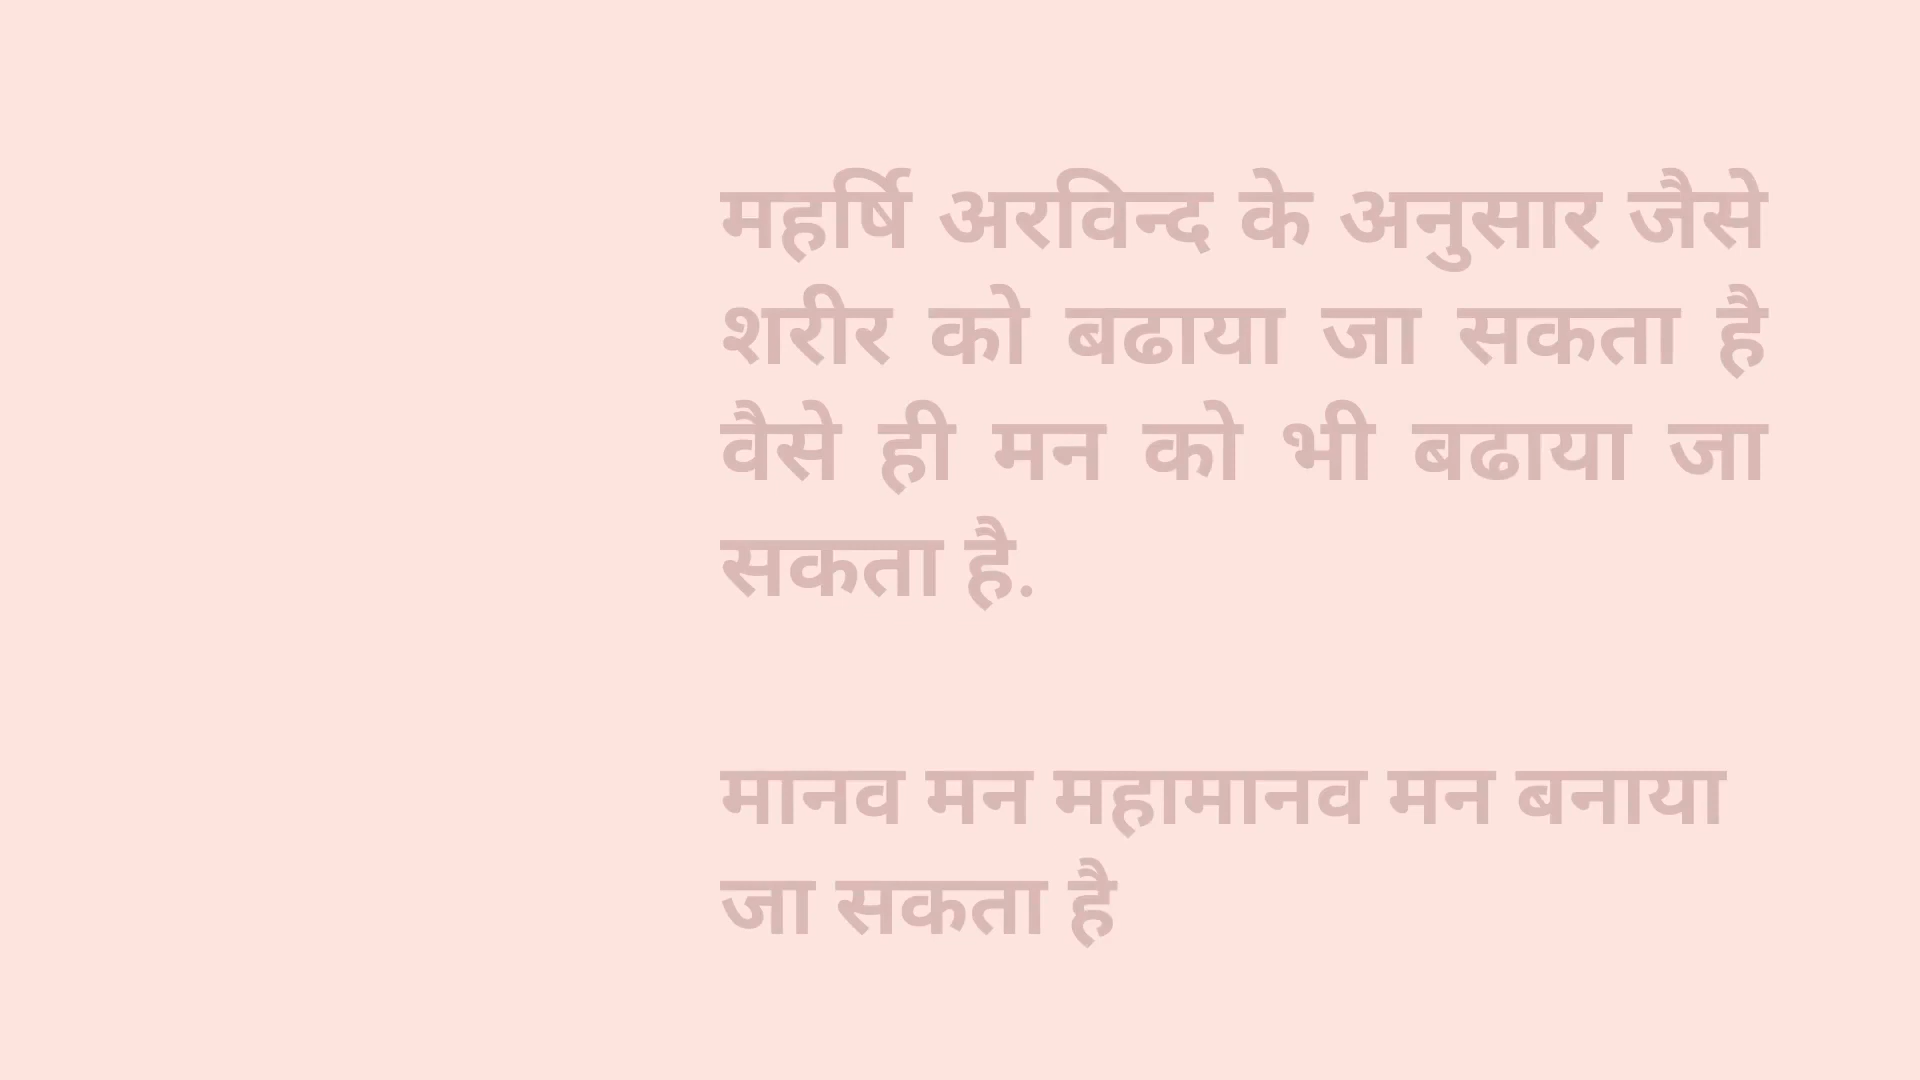 महर्षि अरविन्द के अनुसार जैसे
शरीर को बढाया जा सकता है
वैसे ही मन को भी बढाया जा
सकता है.
मानव मन महामानव मन बनाया
जा सकता है